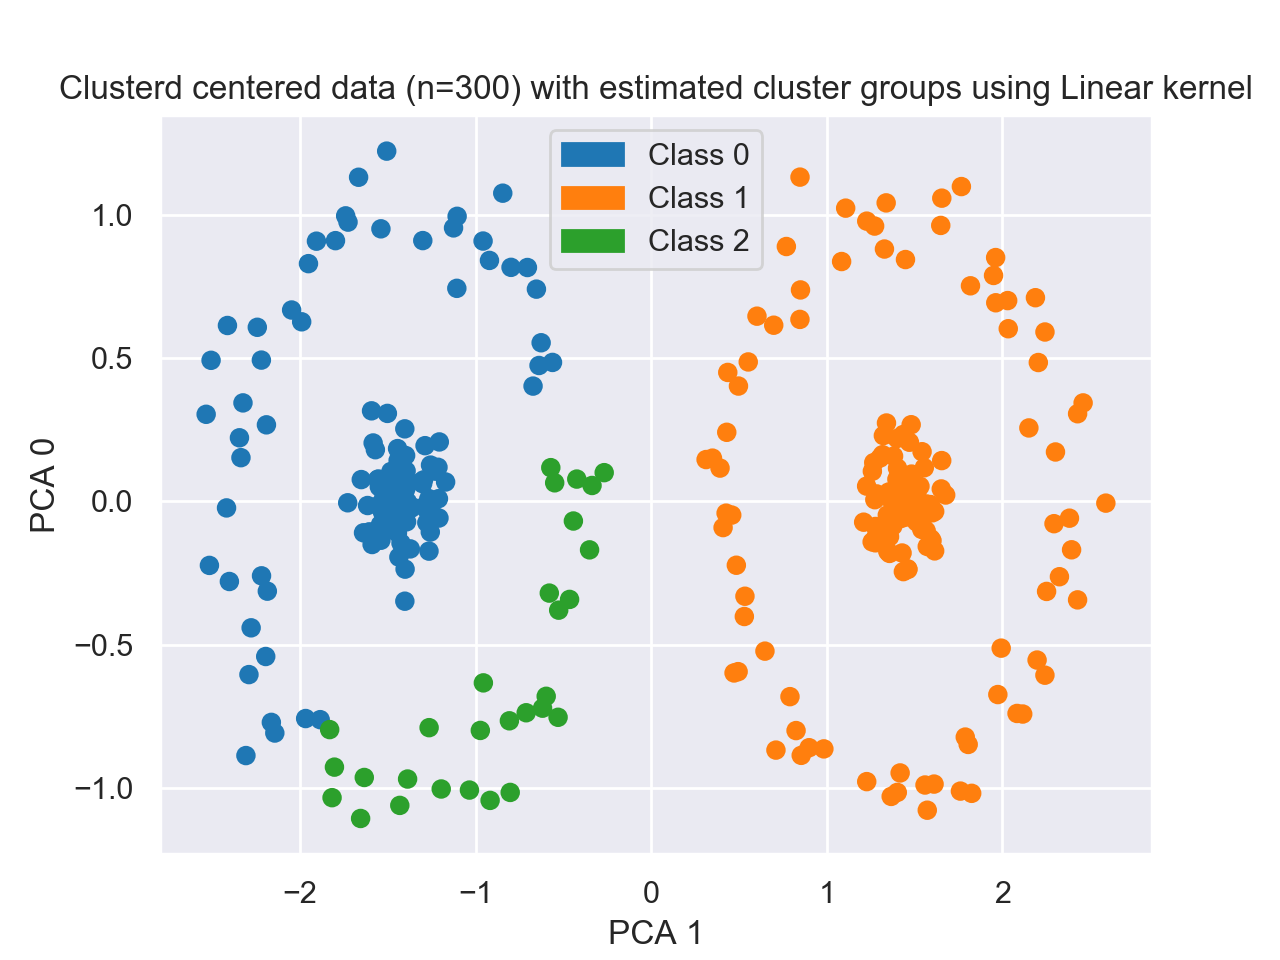 Clusterd centered data (n=300) with estimated cluster groups using Linear kernel
Class 0
Class 1
Class 2
1.0
0.5
0.0
−0.5
−1.0
PCA 0
−2
−1
0
1
2
PCA 1